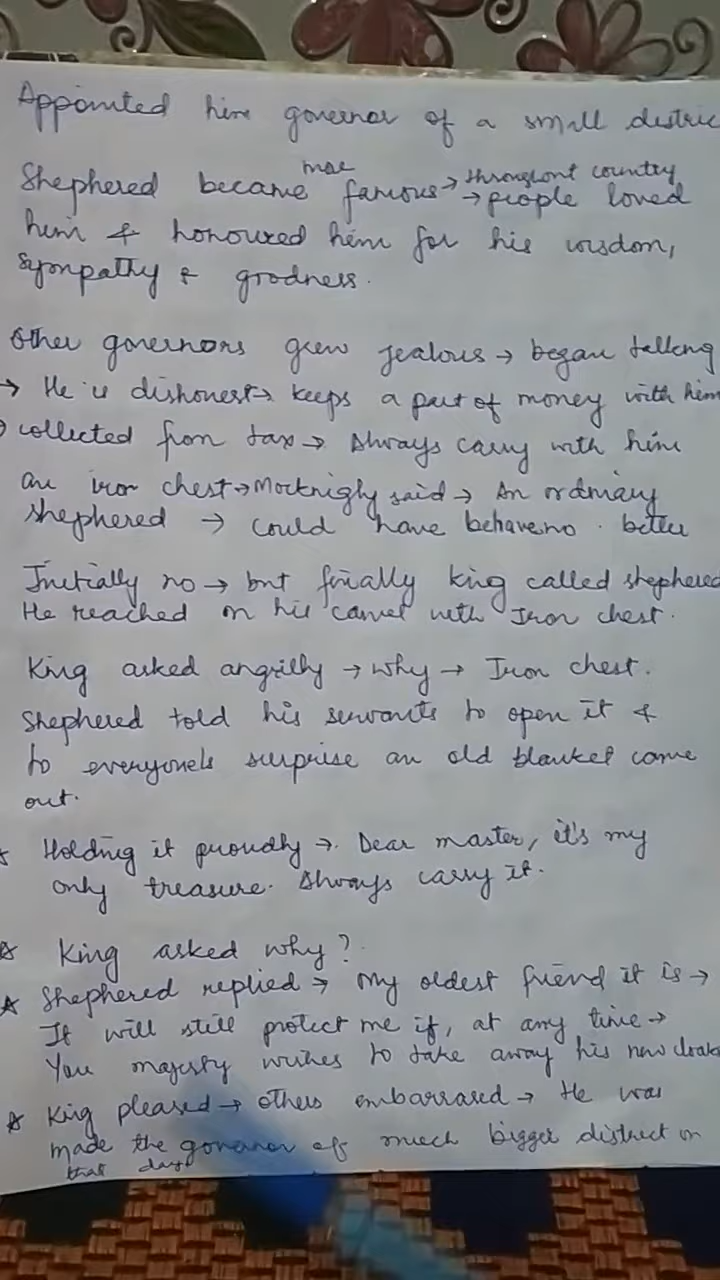 Appointed him governor of a small distric
more
Shephered became famous → throughout country
→ people loved
him & honoured him for his wisdom,
Sympathy & goodness.
Other governors grew jealous → began telling
→ He is dishonest → keeps a part of money with him
→ collected from tax → Always carry with him
an iron chest → Mocknigly said → An ordinary
shephered → could have behave no . better
Initially no → but finally king called shephered
He reached on his camel with Iron chest.
King asked angrilly → why → Iron chest.
Shephered told his servants to open it &
to everyone's surprise an old blanket came
out.
Holding it proudly → Dear master, it's my
only treasure. Always carry it.
☆ King asked why?
☆ Shephered replied → My oldest friend it is →
It will still protect me if, at any time →
You majesty wishes to take away his new cloak
☆ King pleased → others embarrased → He was
made the governor of much bigger district on
that day